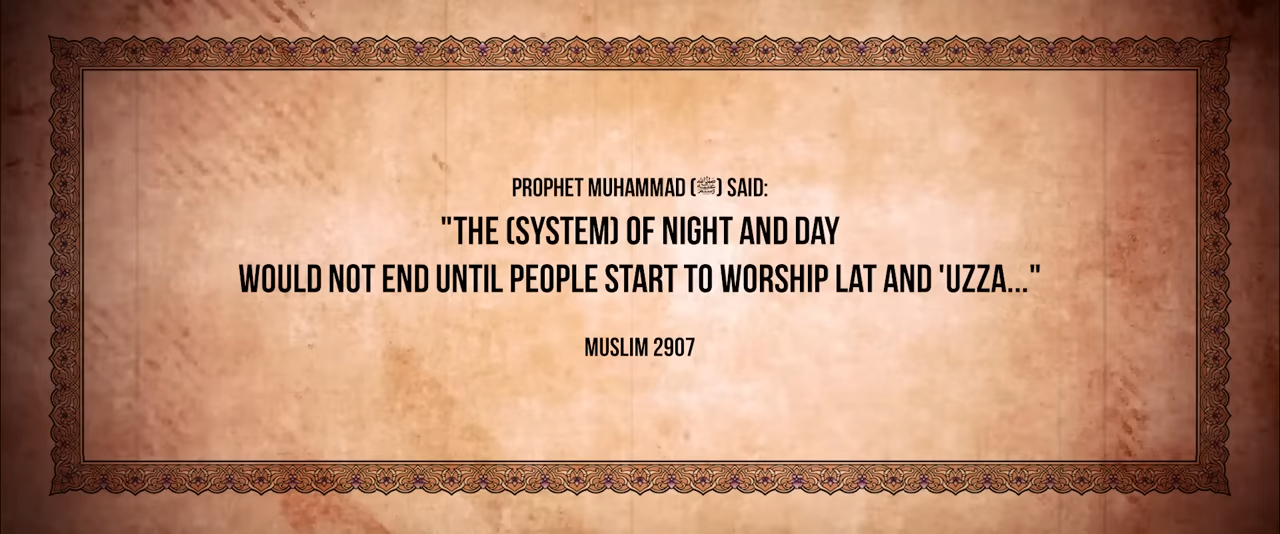 PROPHET MUHAMMAD (ﷺ) SAID:
"THE (SYSTEM) OF NIGHT AND DAY
WOULD NOT END UNTIL PEOPLE START TO WORSHIP LAT AND 'UZZA..."
MUSLIM 2907